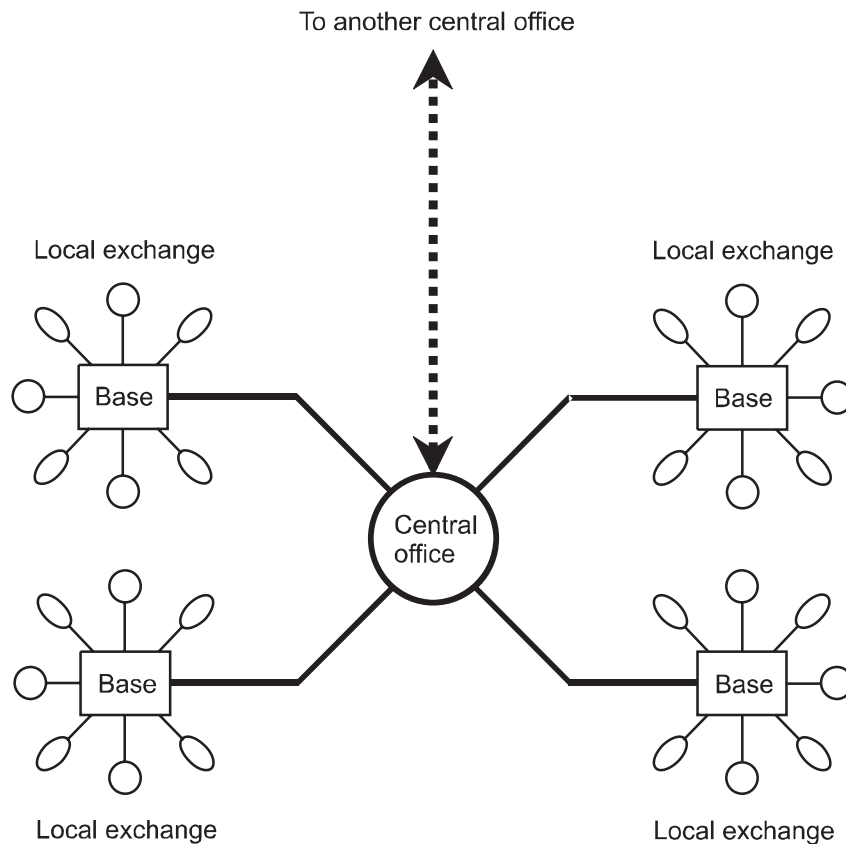 To another central office
Local exchange
Local exchange
Base
Base
Central
office
Base
Base
Local exchange
Local exchange